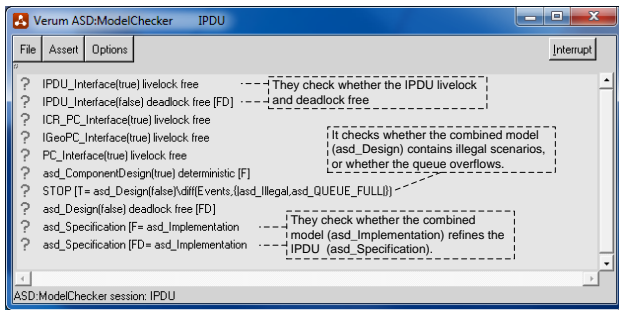 Verum ASD:ModelChecker IPDU
File Assert Options Interrupt
? IPDU_Interface(true) livelock free
They check whether the IPDU livelock
? IPDU_Interface(false) deadlock free [FD]
and deadlock free
? ICR_PC_Interface(true) livelock free
? IGeoPC_Interface(true) livelock free
It checks whether the combined model
(asd_Design) contains illegal scenarios,
or whether the queue overflows.
? PC_Interface(true) livelock free
? asd_ComponentDesign(true) deterministic [F]
? STOP [T= asd_Design(false)\diff(Events,{|asd_Illegal,asd_QUEUE_FULL|})
? asd_Design(false) deadlock free [FD]
? asd_Specification [F= asd_Implementation
? asd_Specification [FD= asd_Implementation
They check whether the combined
model (asd_Implementation) refines the
IPDU (asd_Specification).
ASD:ModelChecker session: IPDU